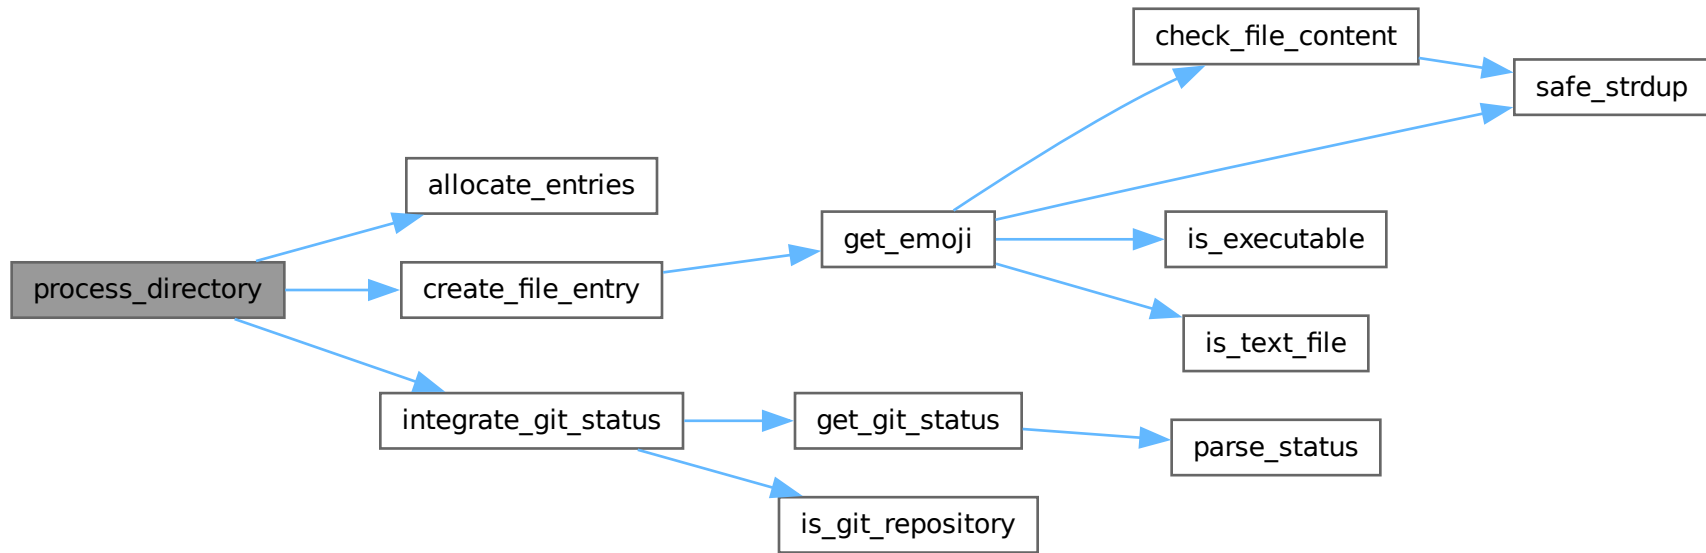 check_file_content
safe_strdup
allocate_entries
get_emoji
is_executable
process_directory
create_file_entry
is_text_file
integrate_git_status
get_git_status
parse_status
is_git_repository